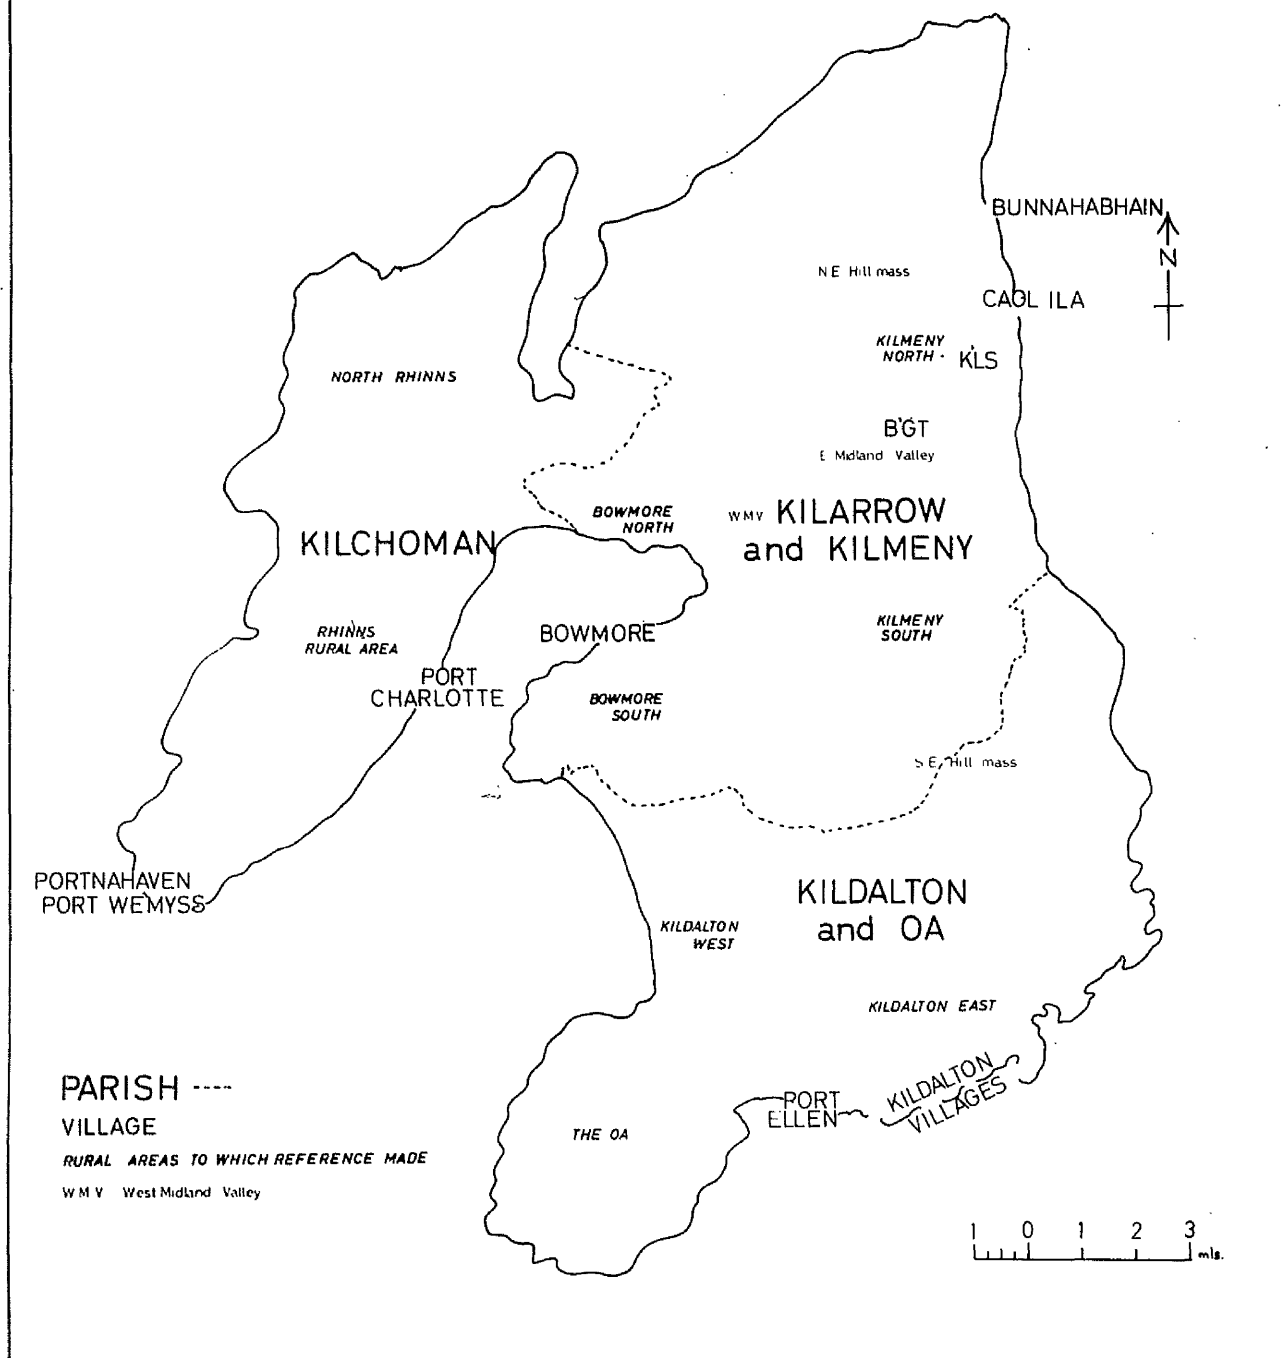 BUNNAHABHAIN
N
NE Hill mass
CAOL ILA
KILMENY
NORTH
KLS
NORTH RHINNS
BGT
E Midland Valley
BOWMORE
NORTH
WMV
KILARROW
and KILMENY
KILCHOMAN
RHINNS
RURAL AREA
BOWMORE
KILMENY
SOUTH
PORT
CHARLOTTE
BOWMORE
SOUTH
S E Hill mass
PORTNAHAVEN
PORT WEMYSS
KILDALTON
and OA
KILDALTON
WEST
KILDALTON EAST
KILDALTON
VILLAGES
PORT
ELLEN
THE OA
PARISH ----
VILLAGE
RURAL AREAS TO WHICH REFERENCE MADE
W M V West Midland Valley
1 0 1 2 3
mls.